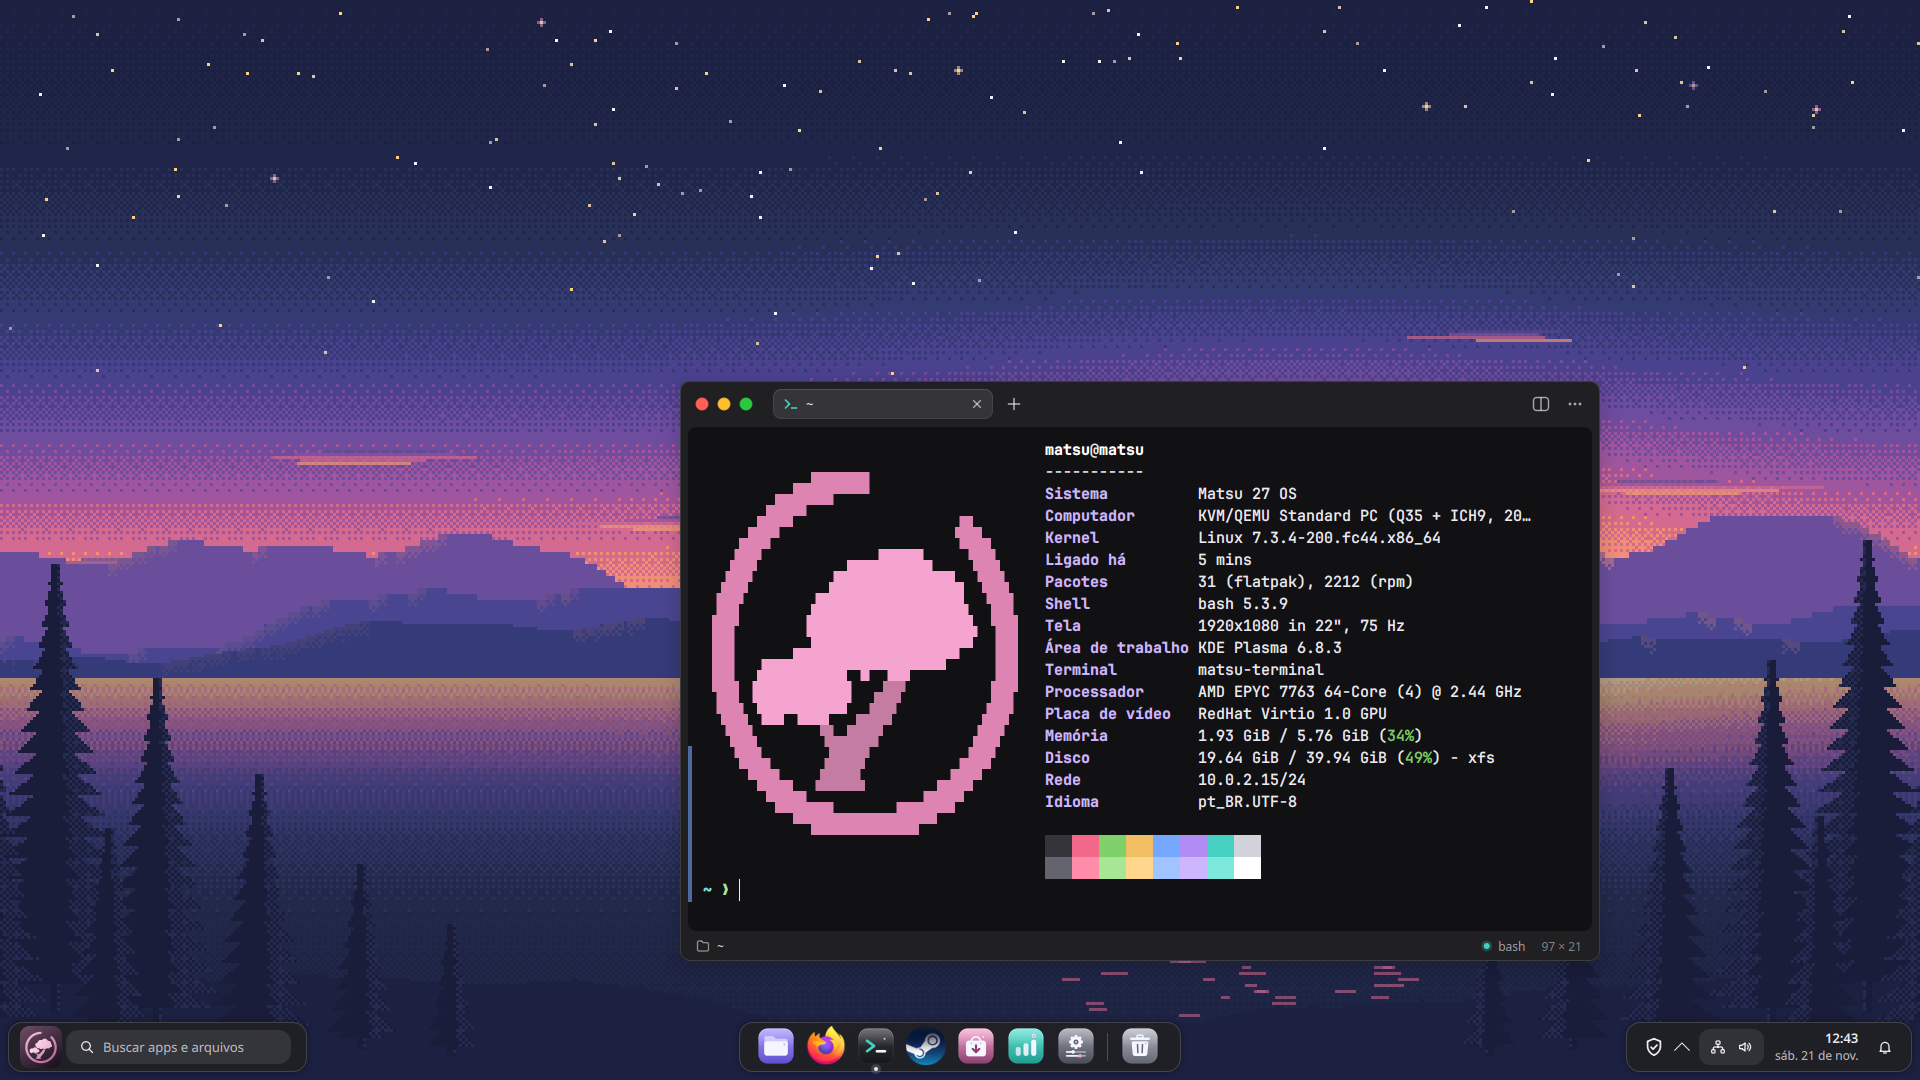 ~
matsu@matsu
-----------
Sistema Matsu 27 OS
Computador KVM/QEMU Standard PC (Q35 + ICH9, 20…
Kernel Linux 7.3.4-200.fc44.x86_64
Ligado há 5 mins
Pacotes 31 (flatpak), 2212 (rpm)
Shell bash 5.3.9
Tela 1920x1080 in 22", 75 Hz
Área de trabalho KDE Plasma 6.8.3
Terminal matsu-terminal
Processador AMD EPYC 7763 64-Core (4) @ 2.44 GHz
Placa de vídeo RedHat Virtio 1.0 GPU
Memória 1.93 GiB / 5.76 GiB (34%)
Disco 19.64 GiB / 39.94 GiB (49%) - xfs
Rede 10.0.2.15/24
Idioma pt_BR.UTF-8
~ ❯
~ bash 97 × 21
Buscar apps e arquivos
12:43
sáb. 21 de nov.